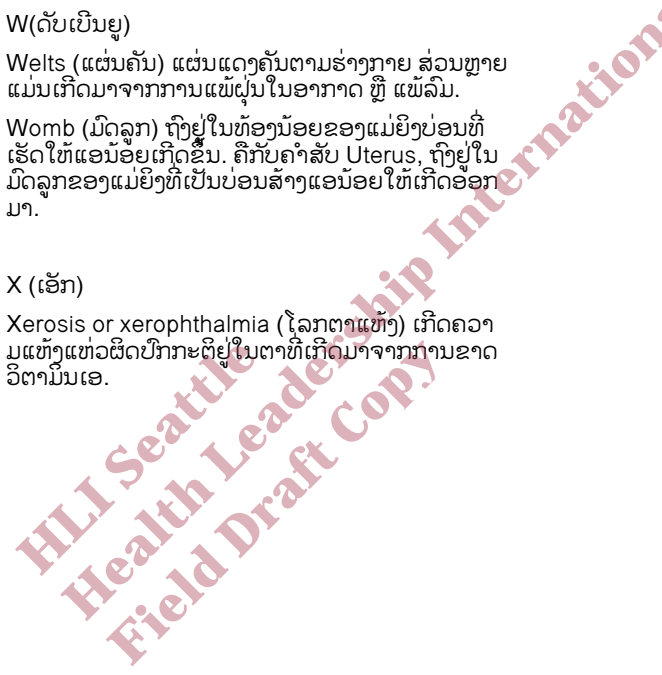 W(ດັບເບີນຍູ)
Welts (ແຜ່ນຄັນ) ແຜ່ນແດງຄັນຕາມຮ່າງກາຍ ສ່ວນຫຼາຍ
ແມ່ນເກີດມາຈາກການແພ້ຝຸ່ນໃນອາກາດ ຫຼື ແພ້ລົມ.
Womb (ມົດລູກ) ຖົງຢູ່ໃນທ້ອງນ້ອຍຂອງແມ່ຍິງບ່ອນທີ່
ເຮັດໃຫ້ແອນ້ອຍເກີດຂຶ້ນ. ຄືກັບຄຳສັບ Uterus, ຖົງຢູ່ໃນ
ມົດລູກຂອງແມ່ຍິງທີ່ເປັນບ່ອນສ້າງແອນ້ອຍໃຫ້ເກີດອອກ
ມາ.
X (ເອັກ)
Xerosis or xerophthalmia (ໂລກຕາແຫ້ງ) ເກີດຄວາ
ມແຫ້ງແຫ່ວຜິດປົກກະຕິຢູ່ໃນຕາທີ່ເກີດມາຈາກການຂາດ
ວິຕາມິນເອ.
HLI Seattle
Health Leadership International
Field Draft Copy